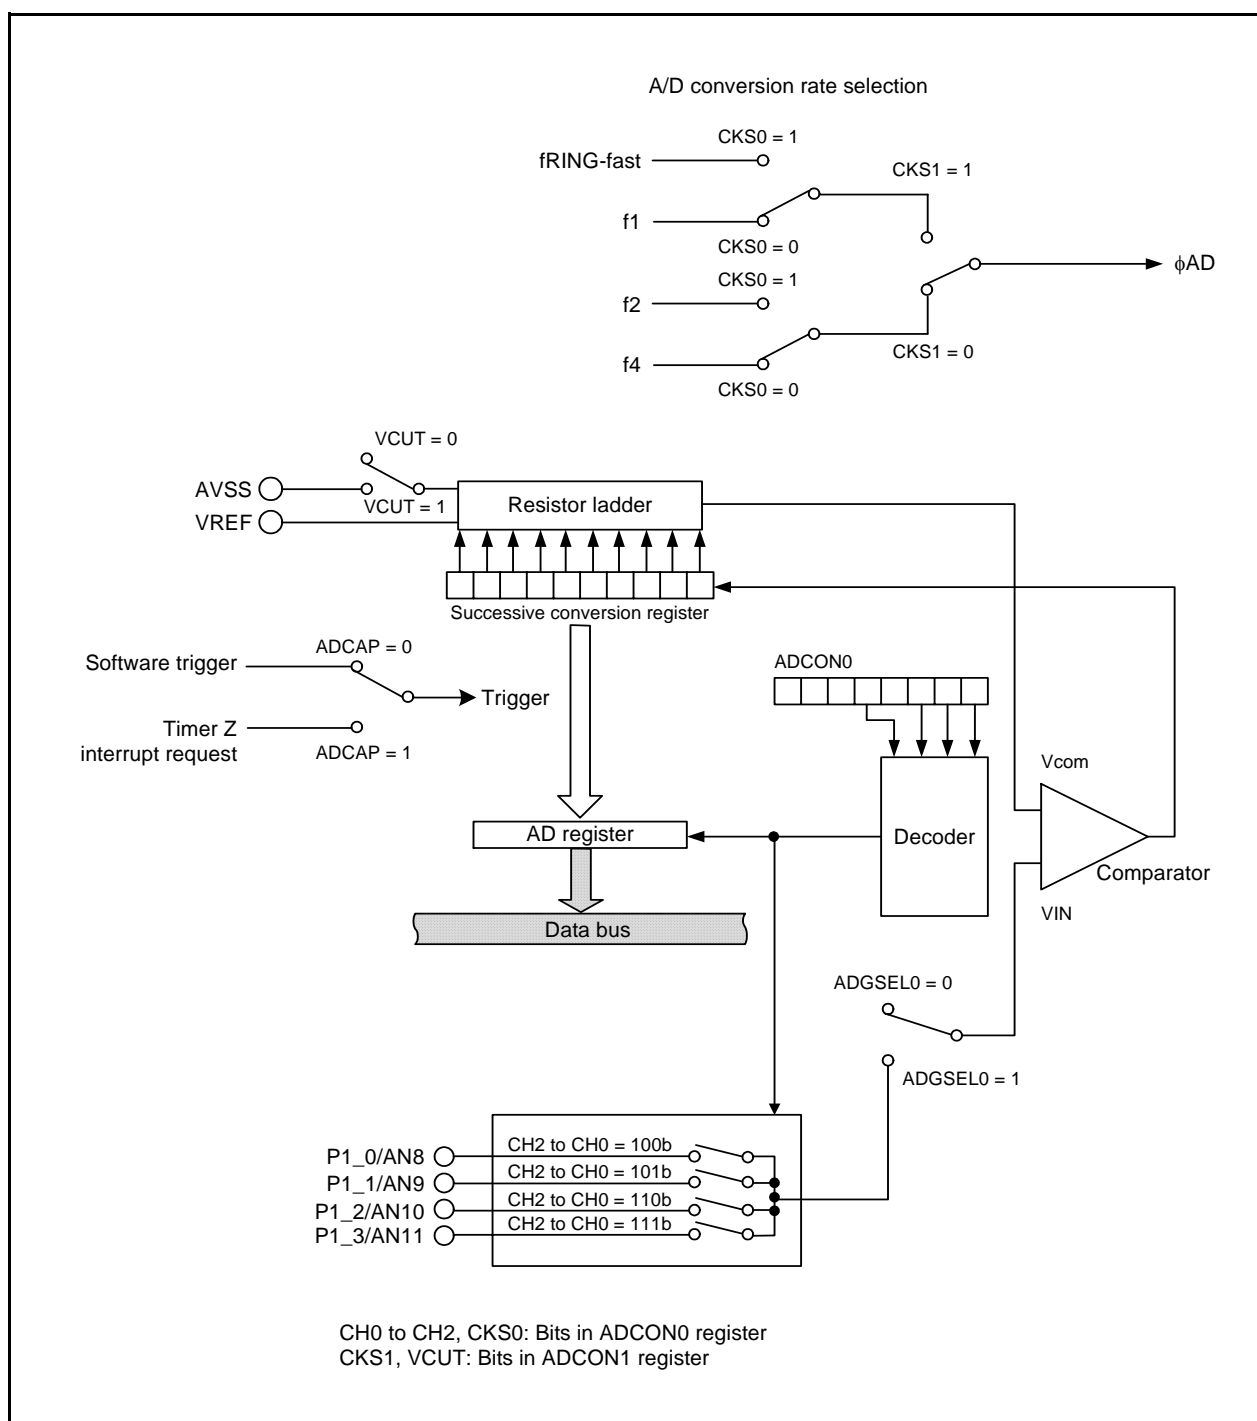 A/D conversion rate selection
CKS0 = 1
fRING-fast
CKS1 = 1
f1
CKS0 = 0
ϕAD
CKS0 = 1
f2
CKS1 = 0
f4
CKS0 = 0
VCUT = 0
AVSS
VCUT = 1
Resistor ladder
VREF
Successive conversion register
ADCAP = 0
Software trigger
Trigger
Timer Z
interrupt request
ADCAP = 1
ADCON0
Vcom
AD register
Decoder
Comparator
VIN
Data bus
ADGSEL0 = 0
ADGSEL0 = 1
P1_0/AN8
CH2 to CH0 = 100b
P1_1/AN9
CH2 to CH0 = 101b
P1_2/AN10
CH2 to CH0 = 110b
P1_3/AN11
CH2 to CH0 = 111b
CH0 to CH2, CKS0: Bits in ADCON0 register
CKS1, VCUT: Bits in ADCON1 register